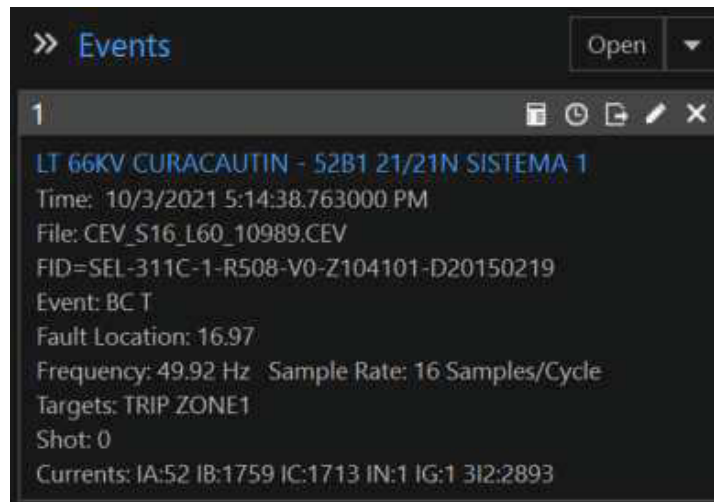 Events
Open
1
LT 66KV CURACAUTIN - 52B1 21/21N SISTEMA 1
Time: 10/3/2021 5:14:38.763000 PM
File: CEV_S16_L60_10989.CEV
FID=SEL-311C-1-R508-V0-Z104101-D20150219
Event: BC T
Fault Location: 16.97
Frequency: 49.92 Hz Sample Rate: 16 Samples/Cycle
Targets: TRIP ZONE1
Shot: 0
Currents: IA:52 IB:1759 IC:1713 IN:1 IG:1 3I2:2893